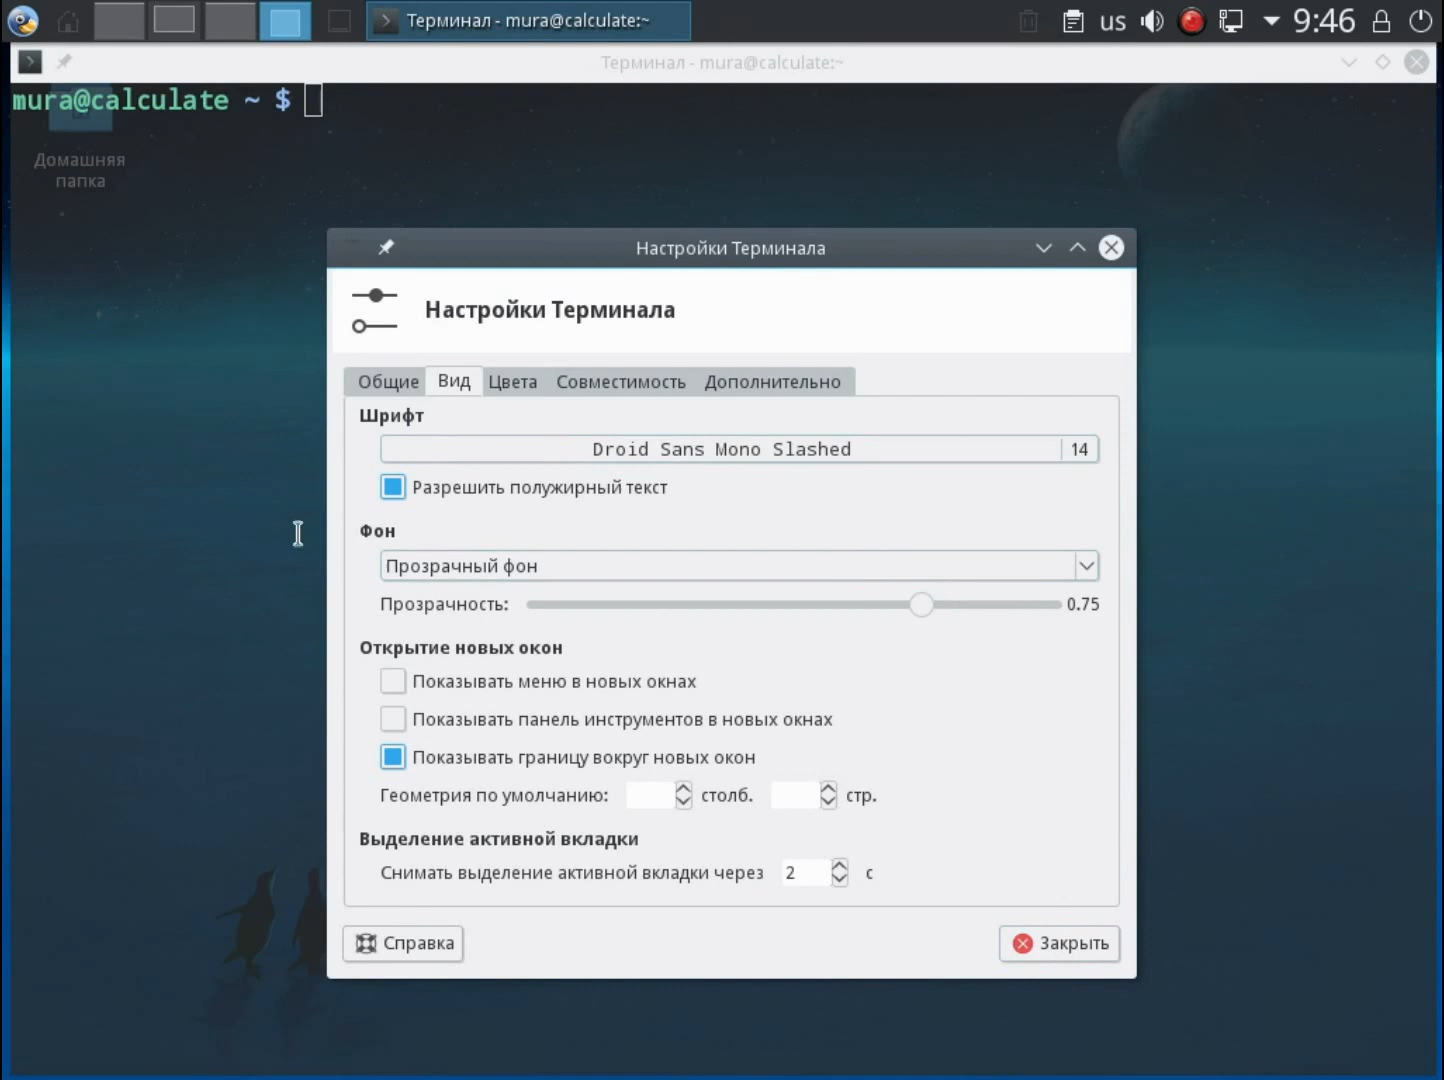 Терминал - mura@calculate:~
us
9:46
Терминал - mura@calculate:~
mura@calculate ~ $
Домашняя
папка
Настройки Терминала
Настройки Терминала
Общие Вид Цвета Совместимость Дополнительно
Шрифт
Droid Sans Mono Slashed 14
Разрешить полужирный текст
Фон
Прозрачный фон
Прозрачность: 0.75
Открытие новых окон
Показывать меню в новых окнах
Показывать панель инструментов в новых окнах
Показывать границу вокруг новых окон
Геометрия по умолчанию: столб. стр.
Выделение активной вкладки
Снимать выделение активной вкладки через 2 с
Справка
Закрыть